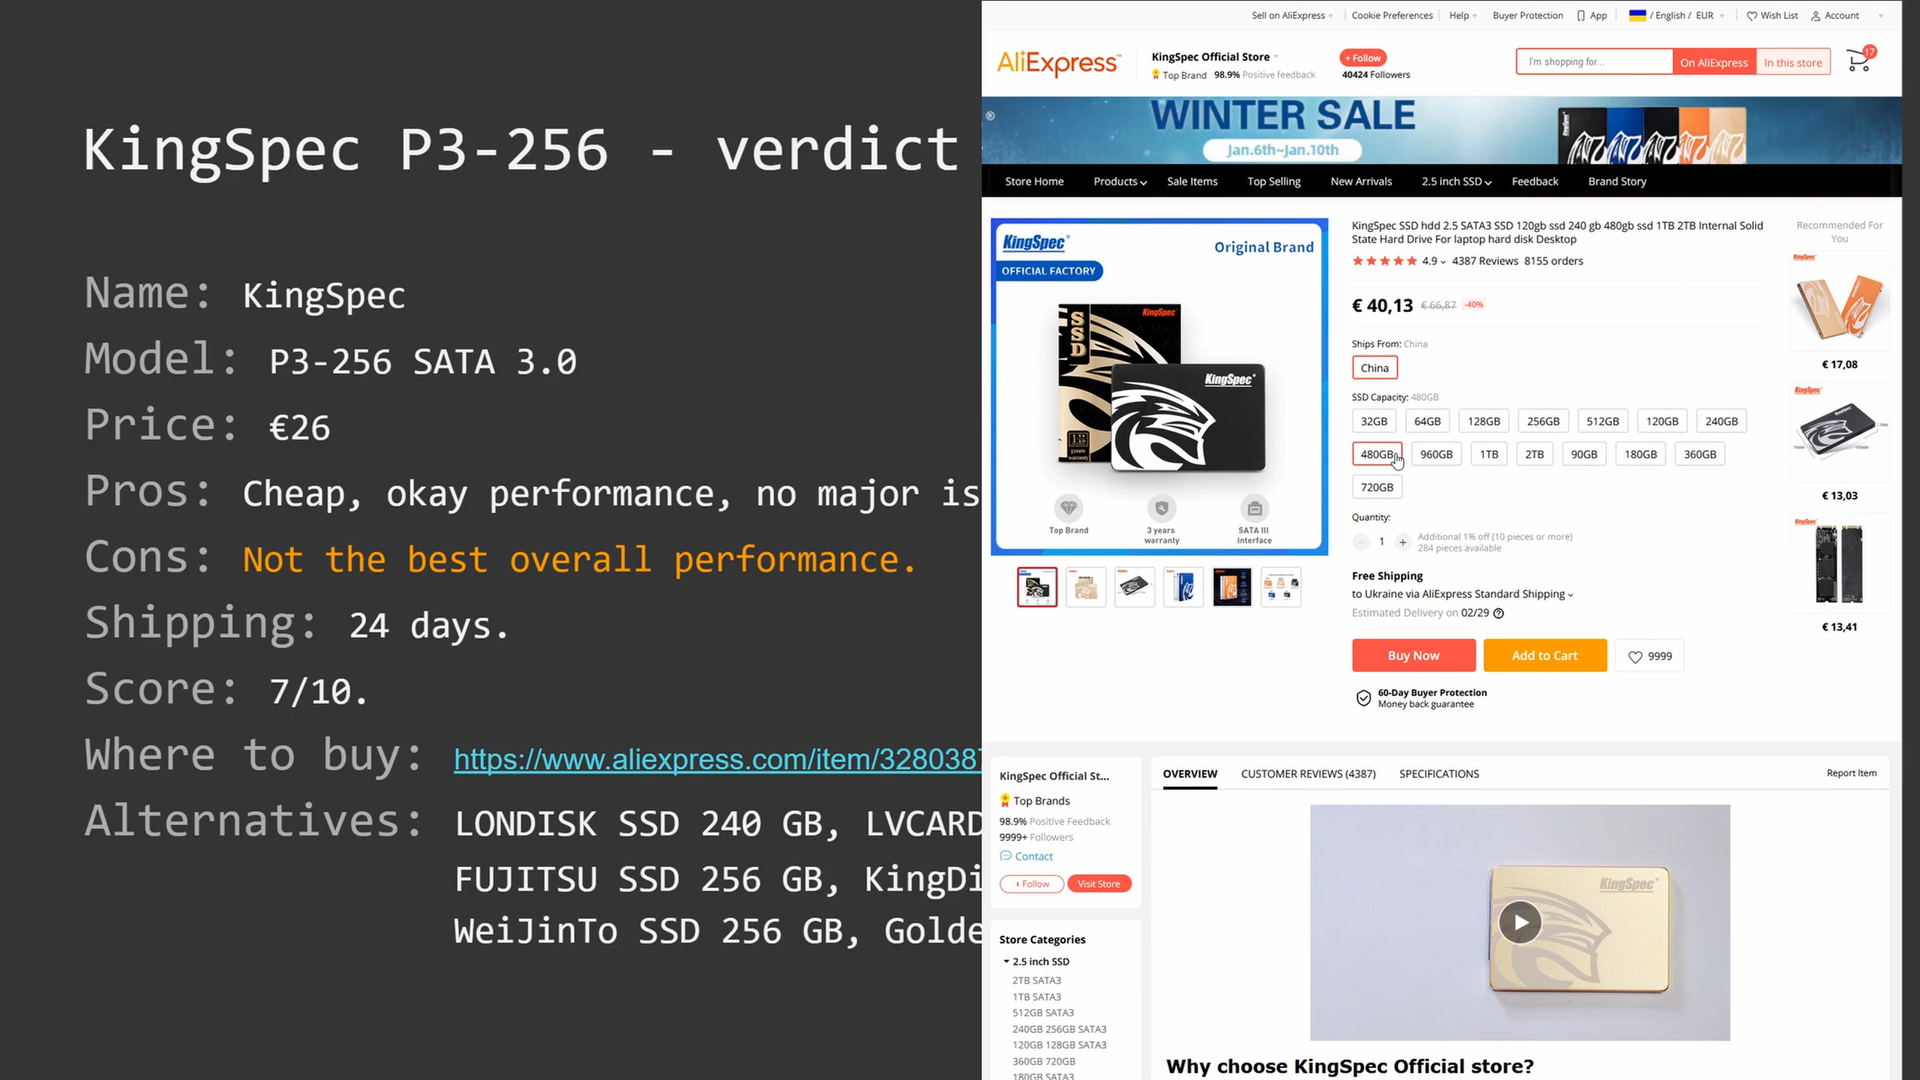 KingSpec P3-256 - verdict
Name: KingSpec
Model: P3-256 SATA 3.0
Price: €26
Pros: Cheap, okay performance, no major is
Cons: Not the best overall performance.
Shipping: 24 days.
Score: 7/10.
Where to buy: https://www.aliexpress.com/item/328038
Alternatives: LONDISK SSD 240 GB, LVCARD
FUJITSU SSD 256 GB, KingDi
WeiJinTo SSD 256 GB, Golde
Sell on AliExpress Cookie Preferences Help Buyer Protection App / English / EUR Wish List Account
AliExpress
KingSpec Official Store
Top Brand 98.9% Positive feedback
+ Follow
40424 Followers
I'm shopping for...
On AliExpress
In this store
17
WINTER SALE
Jan.6th~Jan.10th
Store Home Products Sale Items Top Selling New Arrivals 2.5 inch SSD Feedback Brand Story
KingSpec®
Original Brand
OFFICIAL FACTORY
SSD
KingSpec
KingSpec
Top Brand
3 years
warranty
SATA III
Interface
KingSpec SSD hdd 2.5 SATA3 SSD 120gb ssd 240 gb 480gb ssd 1TB 2TB Internal Solid
State Hard Drive For laptop hard disk Desktop
4.9 4387 Reviews 8155 orders
€ 40,13 € 66,87 -40%
Ships From: China
China
SSD Capacity: 480GB
32GB 64GB 128GB 256GB 512GB 120GB 240GB
480GB 960GB 1TB 2TB 90GB 180GB 360GB
720GB
Quantity:
1 + Additional 1% off (10 pieces or more)
284 pieces available
Free Shipping
to Ukraine via AliExpress Standard Shipping
Estimated Delivery on 02/29
Buy Now
Add to Cart
9999
60-Day Buyer Protection
Money back guarantee
Recommended For
You
KingSpec
€ 17,08
KingSpec
€ 13,03
KingSpec
€ 13,41
KingSpec Official St...
Top Brands
98.9% Positive Feedback
9999+ Followers
Contact
+ Follow
Visit Store
Store Categories
2.5 inch SSD
2TB SATA3
1TB SATA3
512GB SATA3
240GB 256GB SATA3
120GB 128GB SATA3
360GB 720GB
180GB SATA3
OVERVIEW CUSTOMER REVIEWS (4387) SPECIFICATIONS Report Item
KingSpec
Why choose KingSpec Official store?